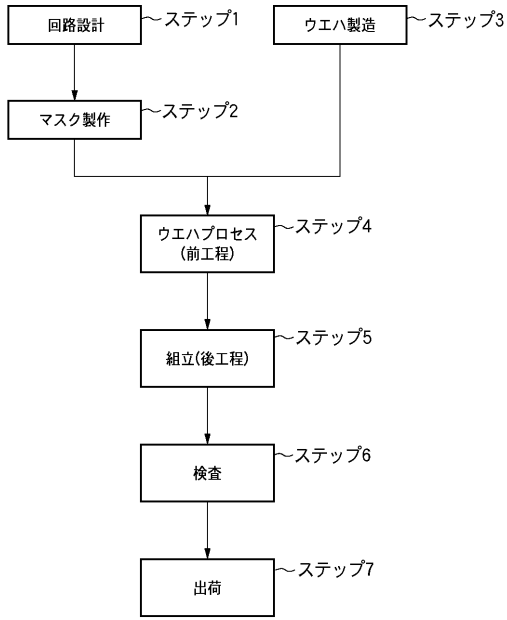 回路設計
ステップ1
ウエハ製造
ステップ3
マスク製作
ステップ2
ウエハプロセス
(前工程)
ステップ4
組立(後工程)
ステップ5
検査
ステップ6
出荷
ステップ7